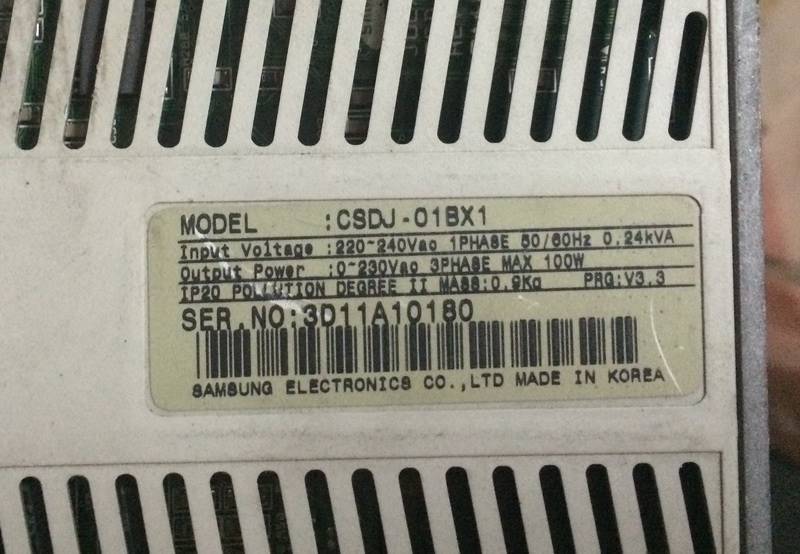 MODEL :CSDJ-01BX1
Input Voltage :220~240Vac 1PHASE 50/60Hz 0.24kVA
Output Power :0~230Vac 3PHASE MAX 100W
IP20 POLLUTION DEGREE II MASS:0.9Kg PRG:V3.3
SER.NO:3D11A10180
SAMSUNG ELECTRONICS CO.,LTD MADE IN KOREA